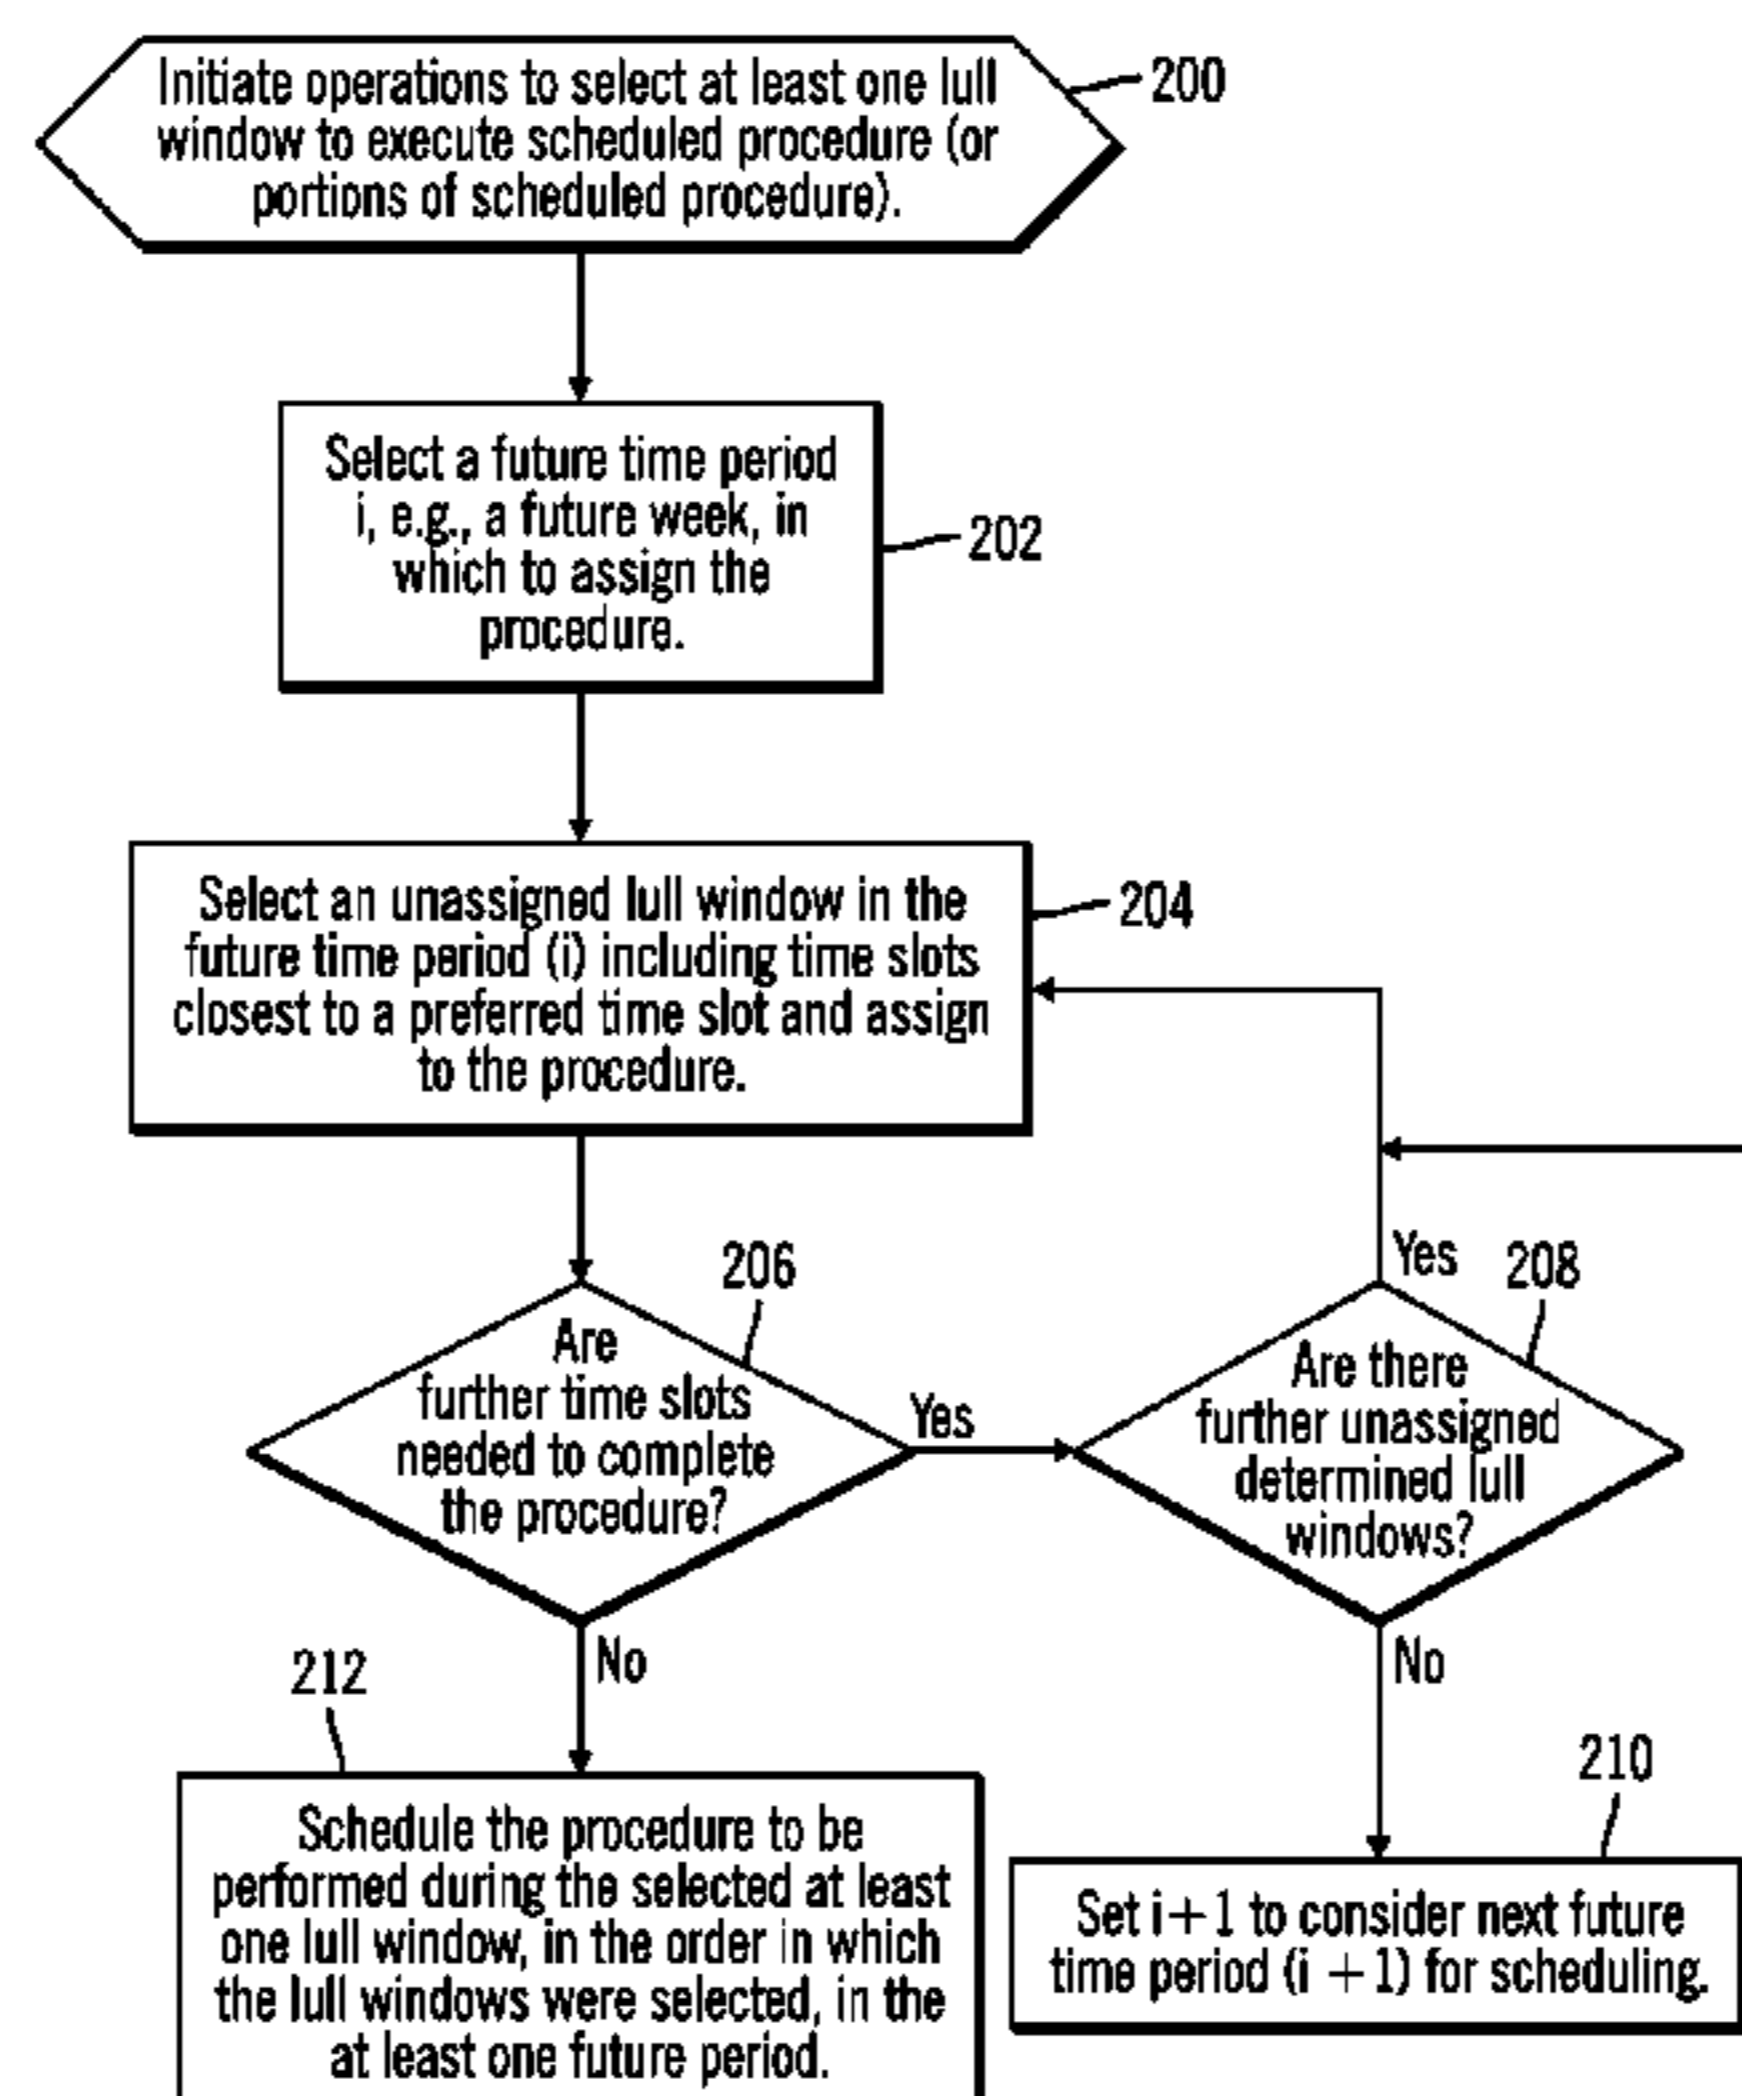 Initiate operations to select at least one lull
window to execute scheduled procedure (or
portions of scheduled procedure).
200
Select a future time period
i, e.g., a future week, in
which to assign the
procedure.
202
Select an unassigned lull window in the
future time period (i) including time slots
closest to a preferred time slot and assign
to the procedure.
204
206
Are
further time slots
needed to complete
the procedure?
Yes
No
Yes
208
Are there
further unassigned
determined lull
windows?
No
212
Schedule the procedure to be
performed during the selected at least
one lull window, in the order in which
the lull windows were selected, in the
at least one future period.
210
Set i+1 to consider next future
time period (i +1) for scheduling.